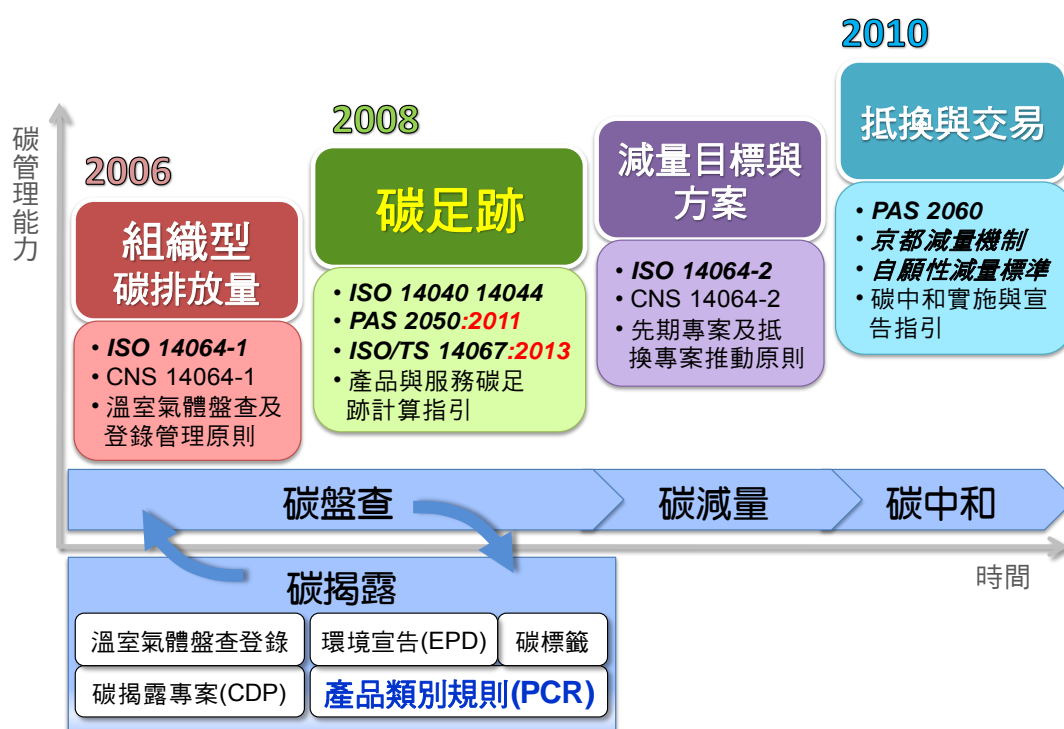 碳管理能力
2006
組織型
碳排放量
• ISO 14064-1
• CNS 14064-1
• 溫室氣體盤查及
登錄管理原則
2008
碳足跡
• ISO 14040 14044
• PAS 2050:2011
• ISO/TS 14067:2013
• 產品與服務碳足
跡計算指引
減量目標與
方案
• ISO 14064-2
• CNS 14064-2
• 先期專案及抵
換專案推動原則
2010
抵換與交易
• PAS 2060
• 京都減量機制
• 自願性減量標準
• 碳中和實施與宣
告指引
碳盤查
碳減量
碳中和
時間
碳揭露
溫室氣體盤查登錄
環境宣告(EPD)
碳標籤
碳揭露專案(CDP)
產品類別規則(PCR)